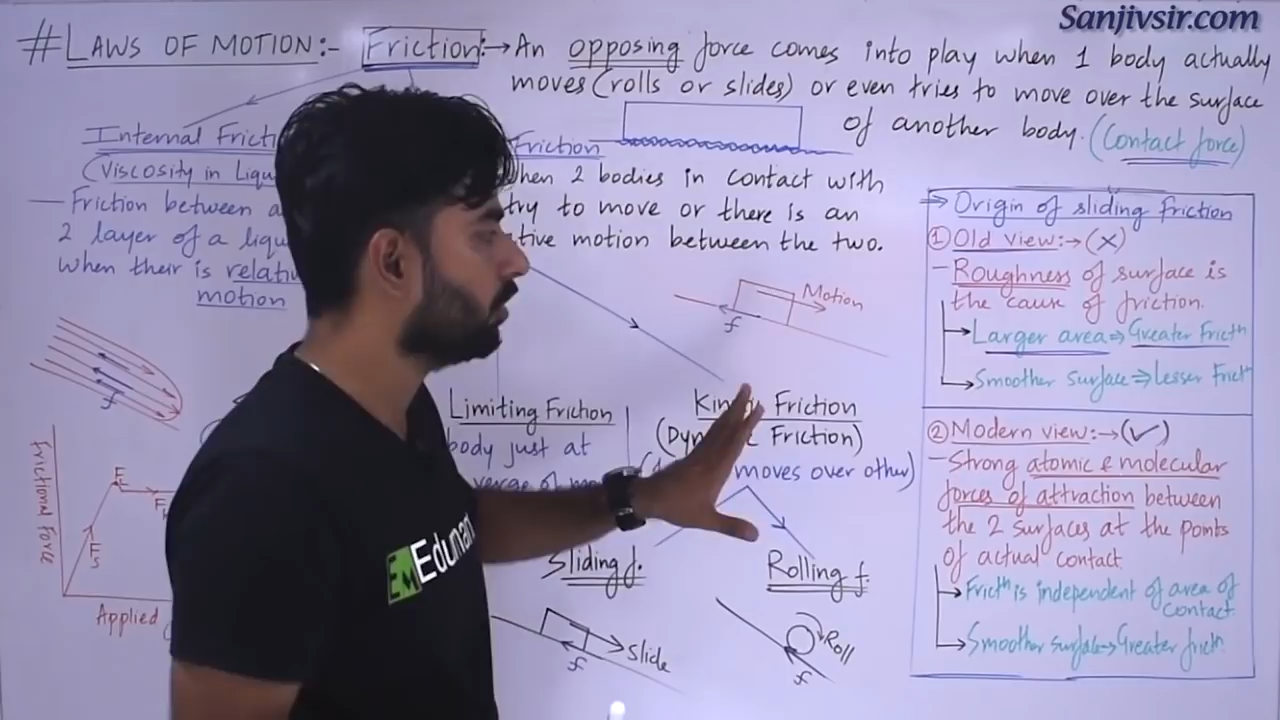 Sanjivsir.com
# LAWS OF MOTION:- Friction:→ An opposing force comes into play when 1 body actually
moves (rolls or slides) or even tries to move over the surface
of another body. (Contact force)
Internal Fricti
(Viscosity in Liqu
— Friction between a
2 layer of a liqu
when their is relati
motion
f
Friction
when 2 bodies in contact with
try to move or there is an
tive motion between the two.
Motion
f
Limiting Friction
body just at
verge of
Kin Friction
(Dyn c Friction)
moves over other)
Sliding f.
Rolling f.
Slide
f
Roll
f
Frictional Force
FL
FS
FK
Applied
EM Eduman
⇒ Origin of sliding friction
① Old view:→(×)
– Roughness of surface is
the cause of friction.
→ Larger area⇒Greater Fricth
→ Smoother surface⇒lesser Fricth
② Modern view:→(✓)
– Strong atomic & molecular
forces of attraction between
the 2 surfaces at the points
of actual contact.
→ Fricth is independent of area of
contact.
→ Smoother surface→Greater fricth.